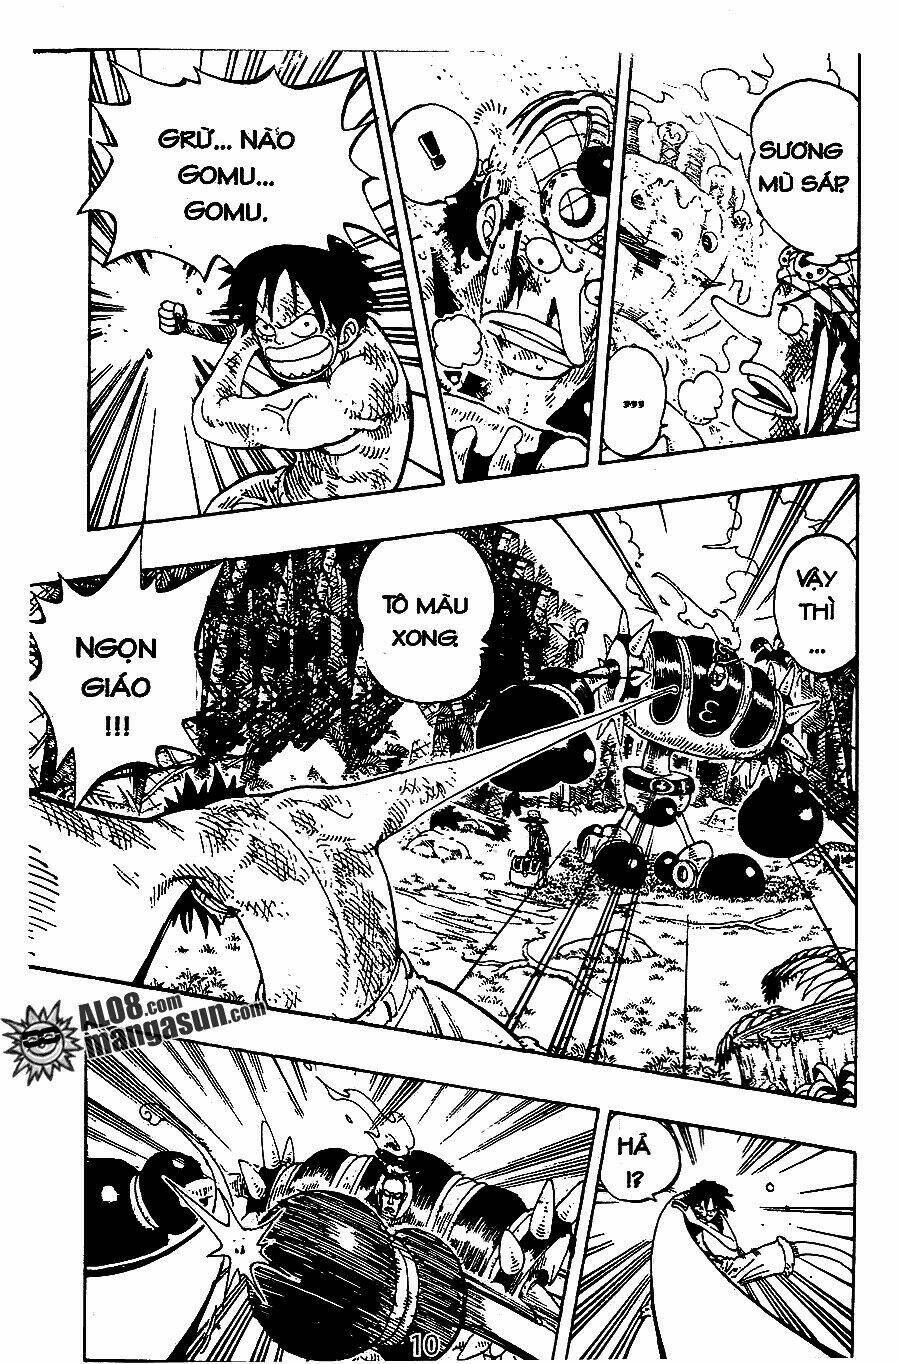 SƯƠNG
MÙ SÁP.
,,,,
!!
GRỪ... NÀO
GOMU...
GOMU.
VẬY
THÌ
...
TÔ MÀU
XONG.
NGỌN
GIÁO
!!!
AL08.com
mangasun.com
HẢ
!?
10